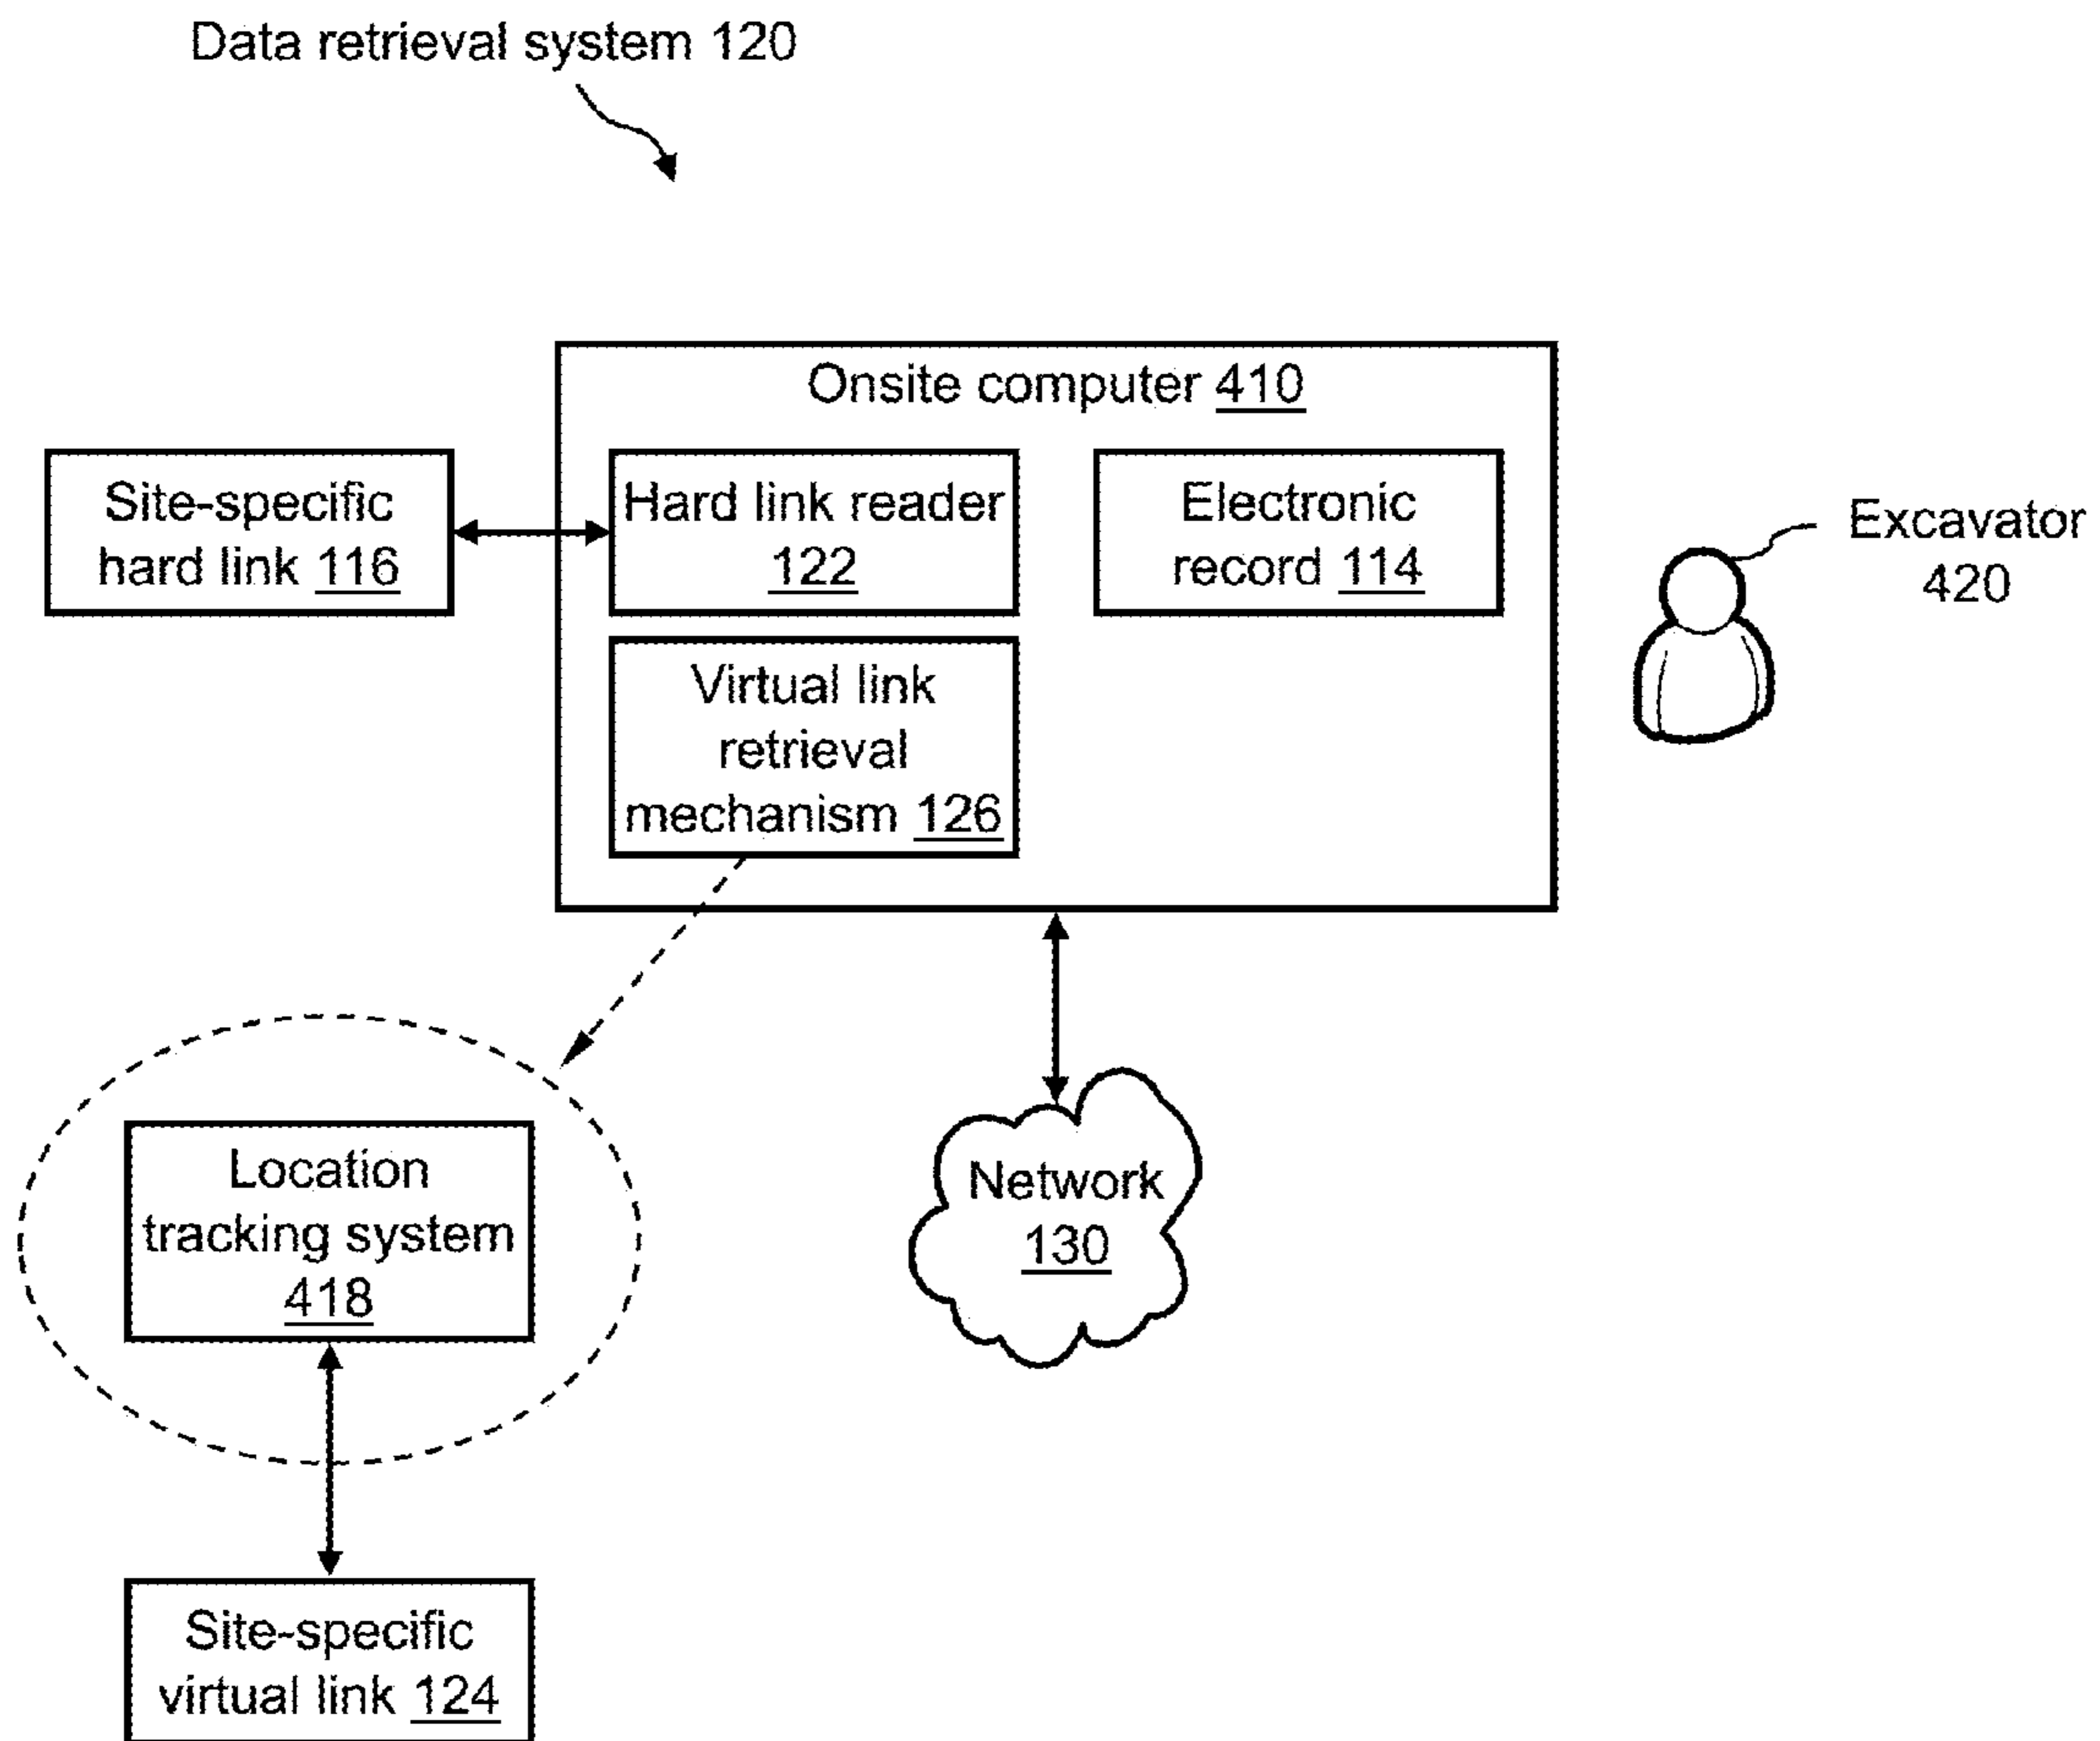 Data retrieval system 120
Onsite computer 410
Site-specific
hard link 116
Hard link reader
122
Electronic
record 114
Excavator
420
Virtual link
retrieval
mechanism 126
Location
tracking system
418
Network
130
Site-specific
virtual link 124